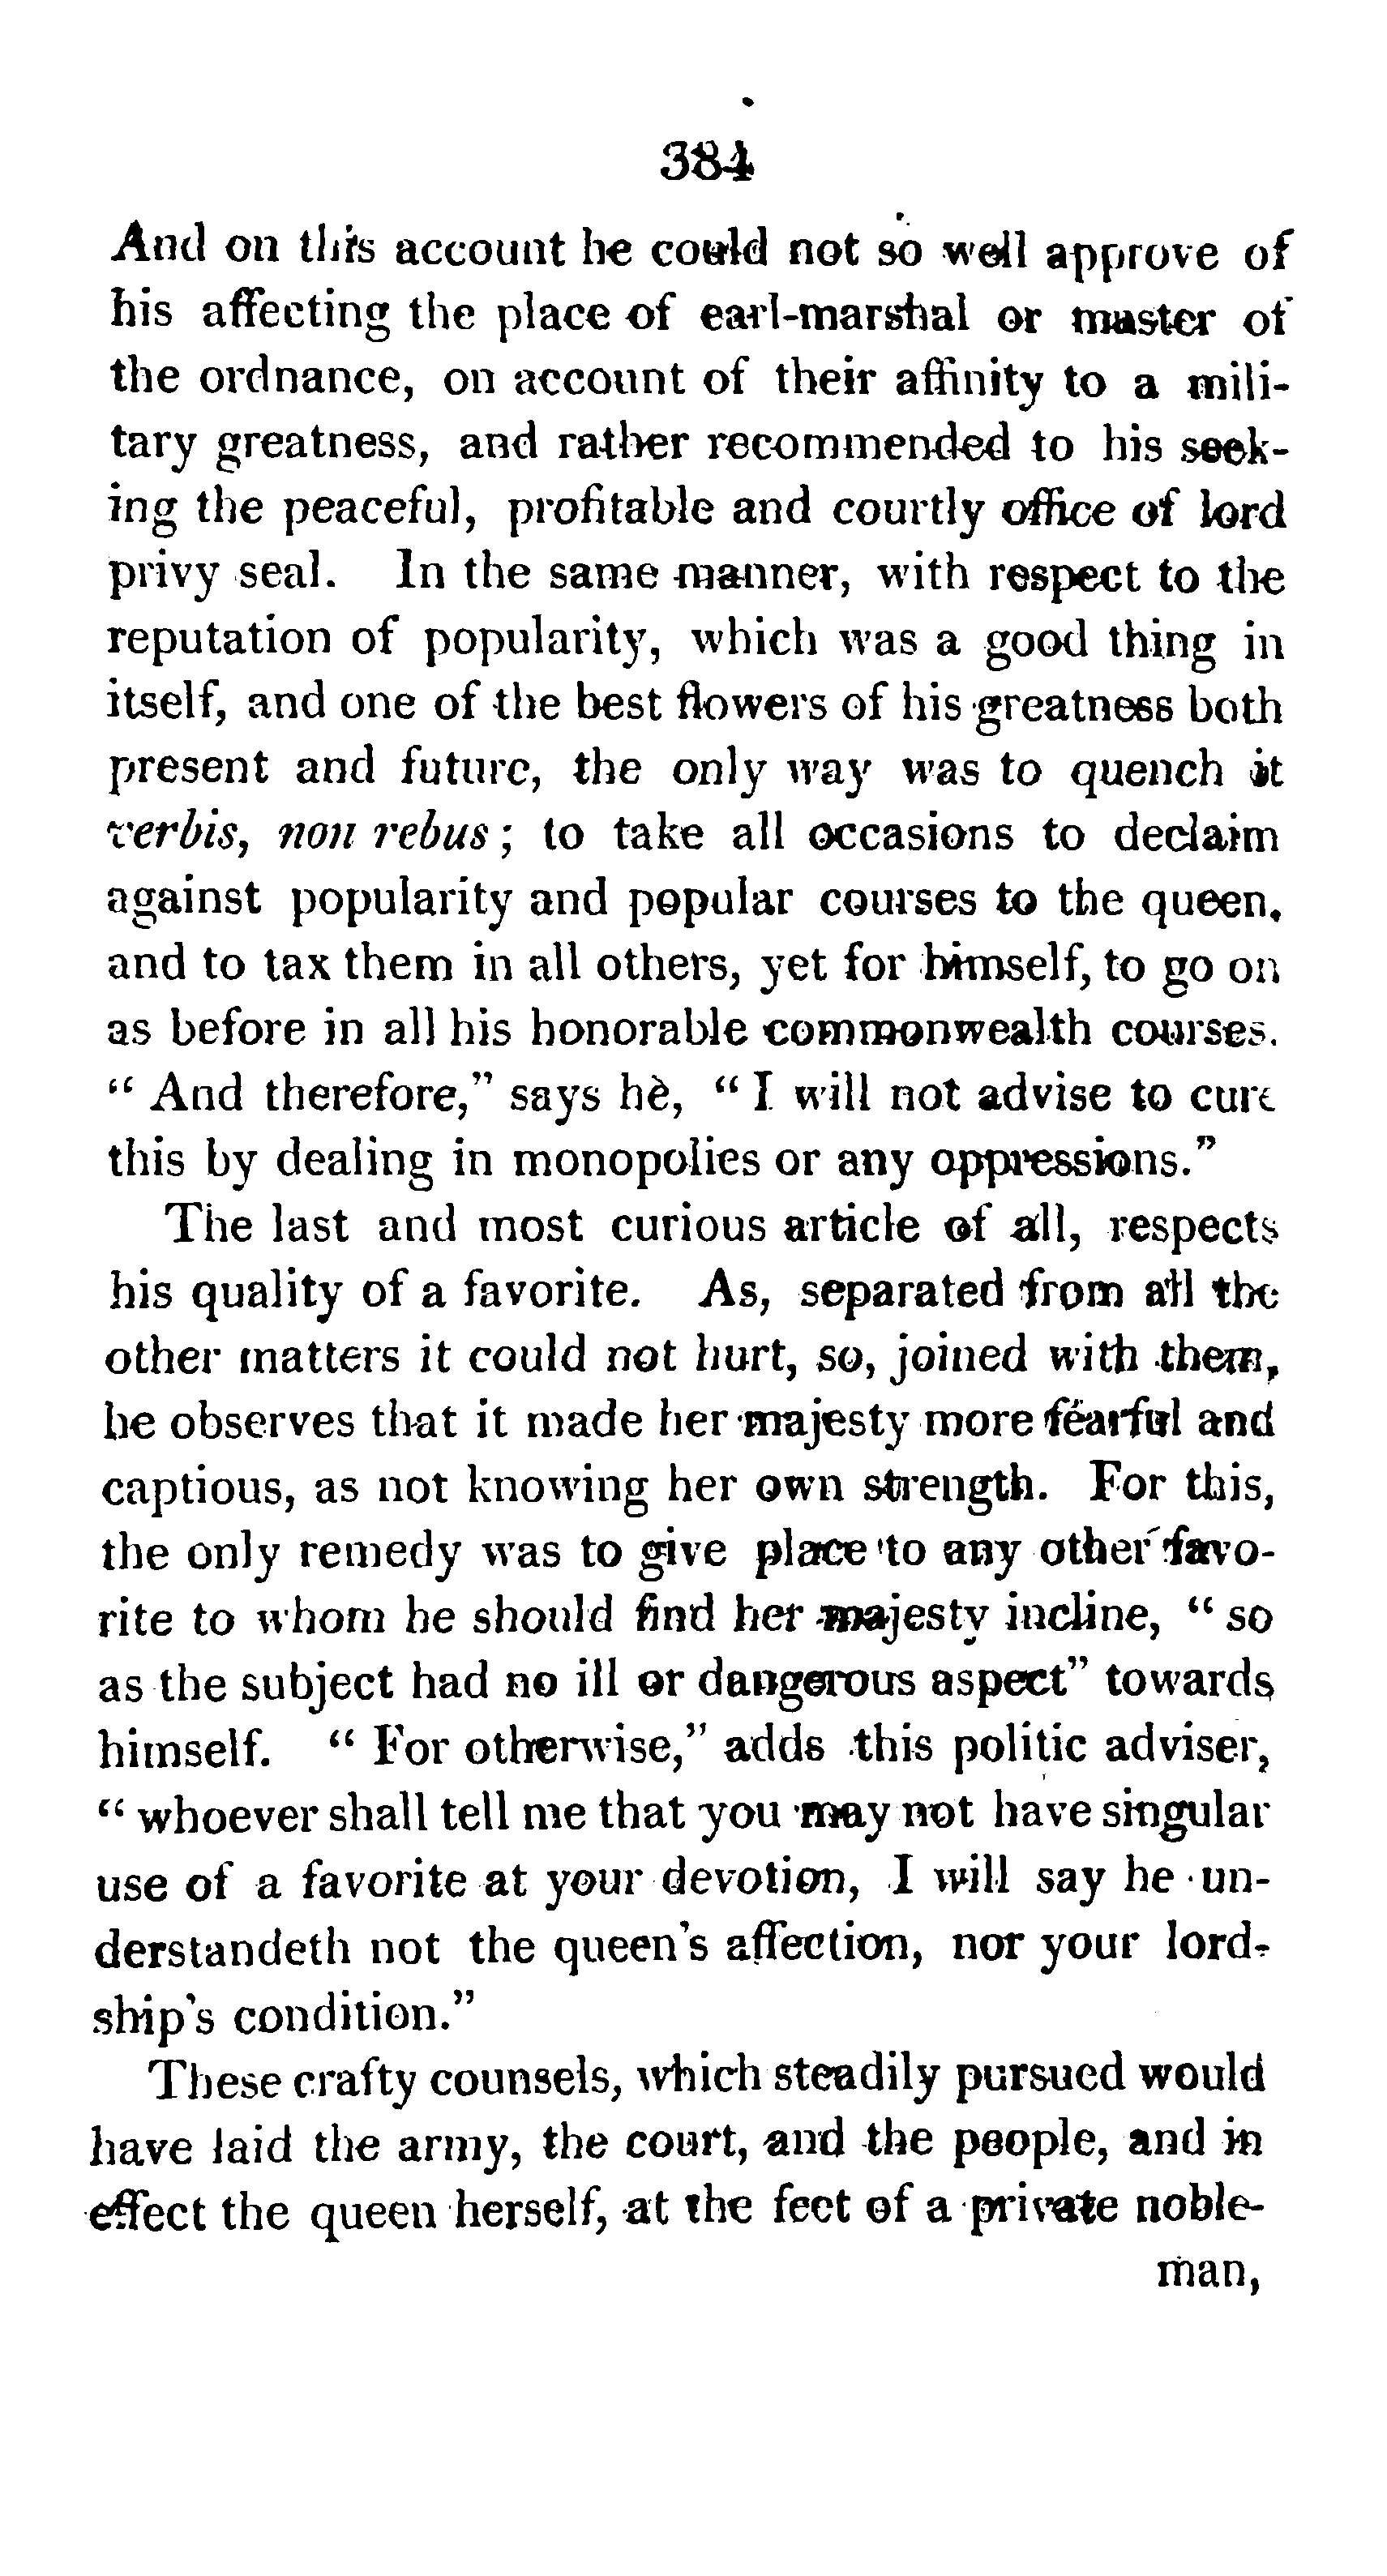 384
And on this account he could not so well approve of
his affecting the place of earl-marshal or master of
the ordnance, on account of their affinity to a mili-
tary greatness, and rather recommended to his seek-
ing the peaceful, profitable and courtly office of lord
privy seal. In the same manner, with respect to the
reputation of popularity, which was a good thing in
itself, and one of the best flowers of his greatness both
present and future, the only way was to quench it
verbis, non rebus; to take all occasions to declaim
against popularity and popular courses to the queen,
and to tax them in all others, yet for himself, to go on
as before in all his honorable commonwealth courses.
“ And therefore,” says he, “ I will not advise to cure
this by dealing in monopolies or any oppressions.”
The last and most curious article of all, respects
his quality of a favorite. As, separated from all the
other matters it could not hurt, so, joined with them,
he observes that it made her majesty more fearful and
captious, as not knowing her own strength. For this,
the only remedy was to give place to any other favo-
rite to whom he should find her majesty incline, “ so
as the subject had no ill or dangerous aspect” towards
himself. “ For otherwise,” adds this politic adviser,
“ whoever shall tell me that you may not have singular
use of a favorite at your devotion, I will say he un-
derstandeth not the queen's affection, nor your lord-
ship's condition.”
These crafty counsels, which steadily pursued would
have laid the army, the court, and the people, and in
effect the queen herself, at the feet of a private noble-
man,